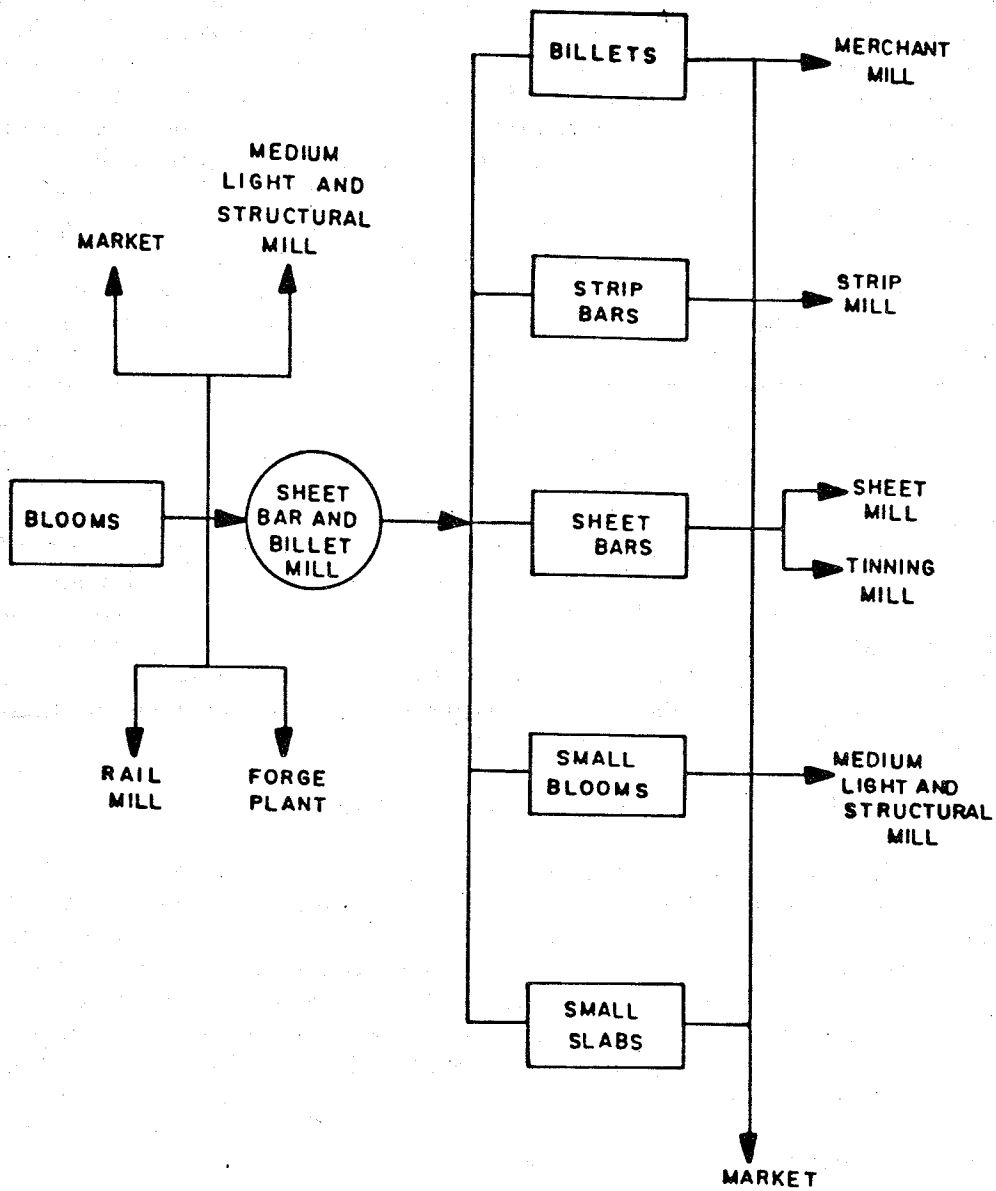 BILLETS
MERCHANT
MILL
MEDIUM
LIGHT AND
STRUCTURAL
MILL
MARKET
STRIP
BARS
STRIP
MILL
BLOOMS
SHEET
BAR AND
BILLET
MILL
SHEET
BARS
SHEET
MILL
TINNING
MILL
RAIL
MILL
FORGE
PLANT
SMALL
BLOOMS
MEDIUM
LIGHT AND
STRUCTURAL
MILL
SMALL
SLABS
MARKET